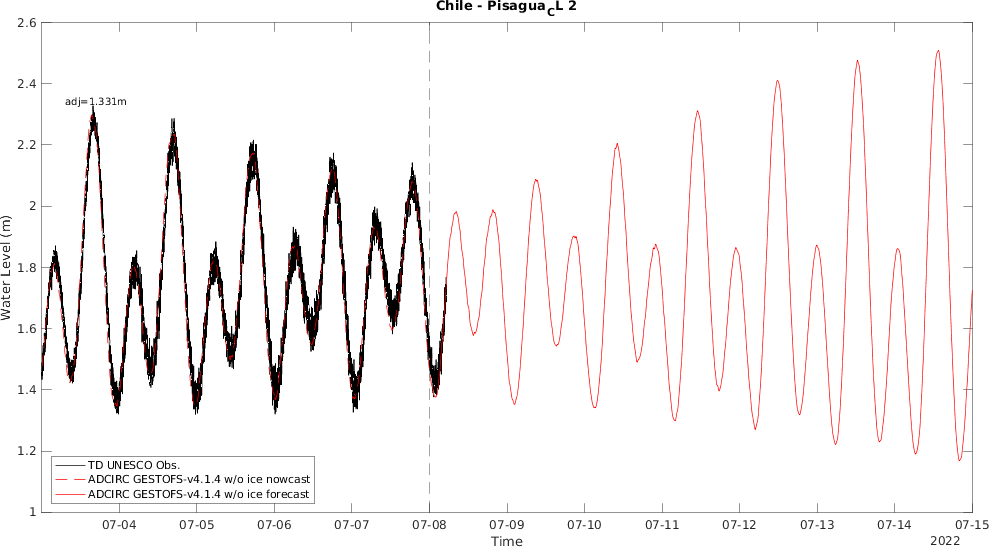 Chile - Pisagua_CL 2
2.6
2.4
adj=1.331m
2.2
2
1.8
1.6
1.4
1.2
1
Water Level (m)
TD UNESCO Obs.
ADCIRC GESTOFS-v4.1.4 w/o ice nowcast
ADCIRC GESTOFS-v4.1.4 w/o ice forecast
07-04 07-05 07-06 07-07 07-08 07-09 07-10 07-11 07-12 07-13 07-14 07-15
Time
2022